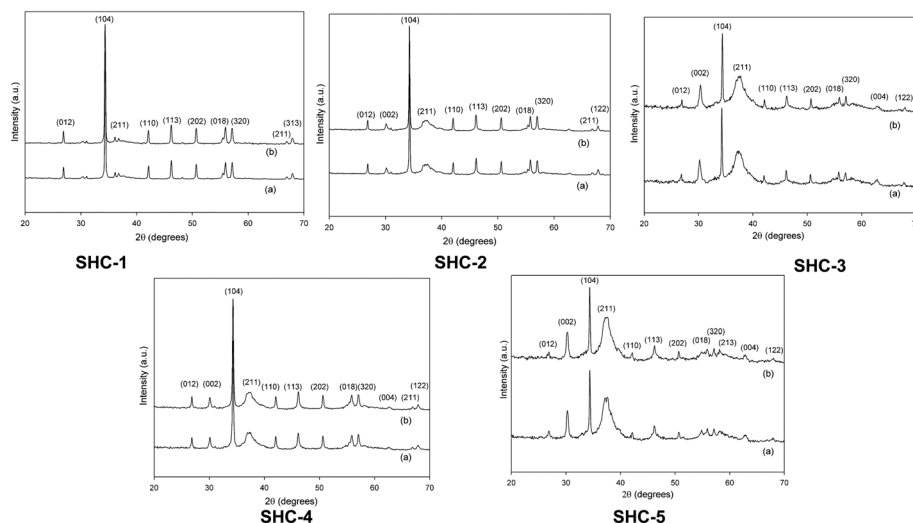 (104)
(012)
(211)
(110)
(113)
(202)
(018)
(320)
(211)
(313)
(b)
(a)
Intensity (a.u.)
20 30 40 50 60 70
2θ (degrees)
SHC-1
(104)
(012)
(002)
(211)
(110)
(113)
(202)
(018)
(320)
(211)
(122)
(b)
(a)
Intensity (a.u.)
20 30 40 50 60 70
2θ (degrees)
SHC-2
(104)
(012)
(002)
(211)
(110)
(113)
(202)
(018)
(320)
(004)
(122)
(b)
(a)
Intensity (a.u.)
20 30 40 50 60 70
2θ (degrees)
SHC-3
(104)
(012)
(002)
(211)
(110)
(113)
(202)
(018)
(320)
(004)
(211)
(122)
(b)
(a)
Intensity (a.u.)
20 30 40 50 60 70
2θ (degrees)
SHC-4
(104)
(012)
(002)
(211)
(110)
(113)
(202)
(018)
(320)
(213)
(004)
(122)
(b)
(a)
Intensity (a.u.)
20 30 40 50 60 70
2θ (degrees)
SHC-5